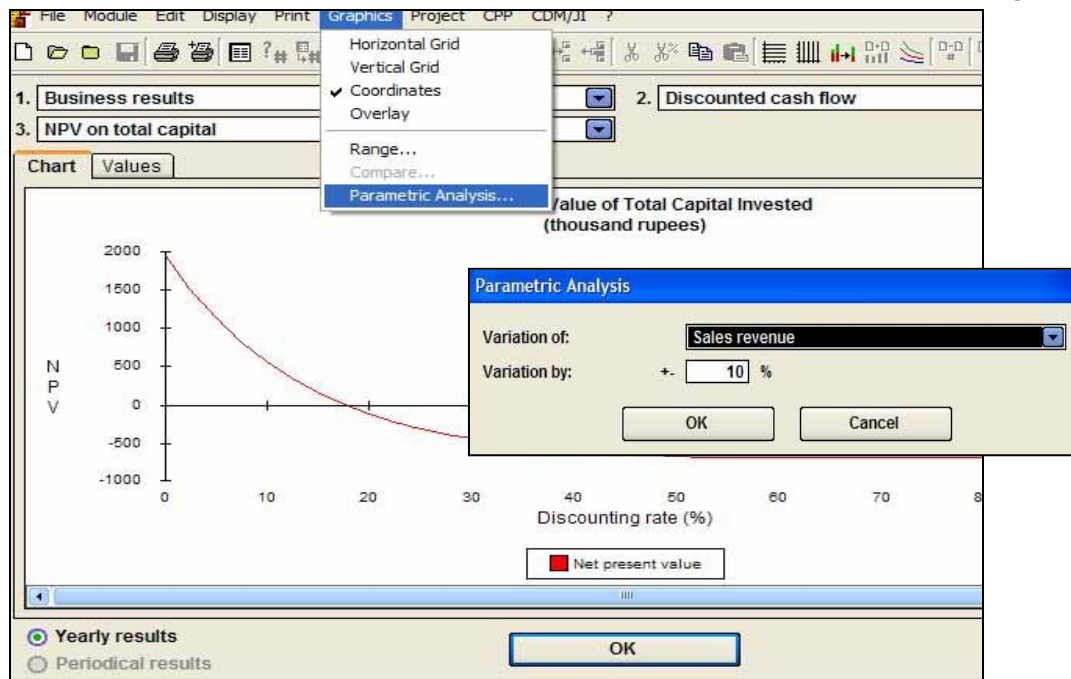 File Module Edit Display Print Graphics Project CPP CDM/JI ?
Horizontal Grid
Vertical Grid
Coordinates
Overlay
Range...
Compare...
Parametric Analysis...
1. Business results
2. Discounted cash flow
3. NPV on total capital
Chart Values
Value of Total Capital Invested
(thousand rupees)
2000
1500
1000
500
0
-500
-1000
NPV
0 10 20 30 40 50 60 70 8
Discounting rate (%)
Net present value
Parametric Analysis
Variation of: Sales revenue
Variation by: +- 10 %
OK Cancel
Yearly results
Periodical results
OK